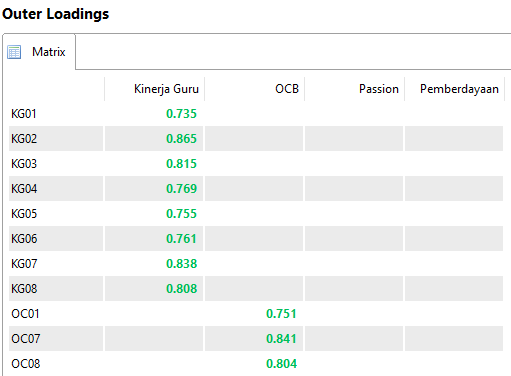 Outer Loadings
Matrix
Kinerja Guru OCB Passion Pemberdayaan
KG01 0.735
KG02 0.865
KG03 0.815
KG04 0.769
KG05 0.755
KG06 0.761
KG07 0.838
KG08 0.808
OC01 0.751
OC07 0.841
OC08 0.804